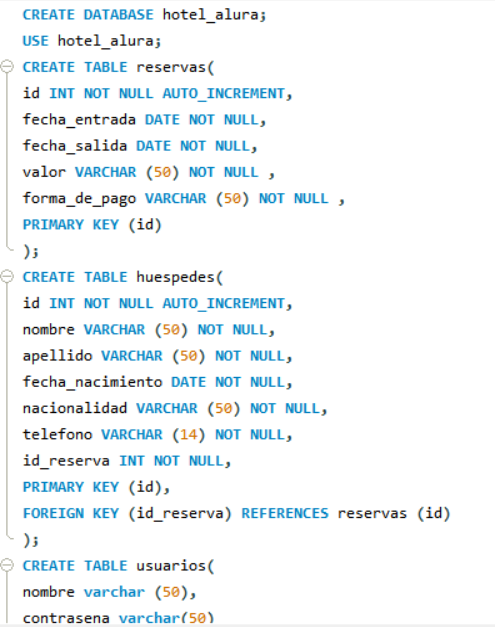 CREATE DATABASE hotel_alura;
USE hotel_alura;
CREATE TABLE reservas(
id INT NOT NULL AUTO_INCREMENT,
fecha_entrada DATE NOT NULL,
fecha_salida DATE NOT NULL,
valor VARCHAR (50) NOT NULL ,
forma_de_pago VARCHAR (50) NOT NULL ,
PRIMARY KEY (id)
);
CREATE TABLE huespedes(
id INT NOT NULL AUTO_INCREMENT,
nombre VARCHAR (50) NOT NULL,
apellido VARCHAR (50) NOT NULL,
fecha_nacimiento DATE NOT NULL,
nacionalidad VARCHAR (50) NOT NULL,
telefono VARCHAR (14) NOT NULL,
id_reserva INT NOT NULL,
PRIMARY KEY (id),
FOREIGN KEY (id_reserva) REFERENCES reservas (id)
);
CREATE TABLE usuarios(
nombre varchar (50),
contrasena varchar(50)